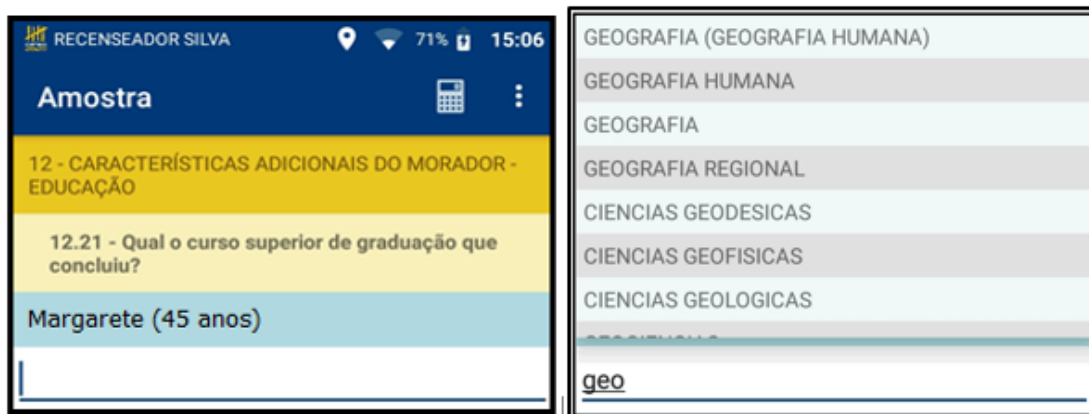 RECENSEADOR SILVA 71% 15:06
Amostra
12 - CARACTERÍSTICAS ADICIONAIS DO MORADOR -
EDUCAÇÃO
12.21 - Qual o curso superior de graduação que
concluiu?
Margarete (45 anos)
GEOGRAFIA (GEOGRAFIA HUMANA)
GEOGRAFIA HUMANA
GEOGRAFIA
GEOGRAFIA REGIONAL
CIENCIAS GEODESICAS
CIENCIAS GEOFISICAS
CIENCIAS GEOLOGICAS
geo